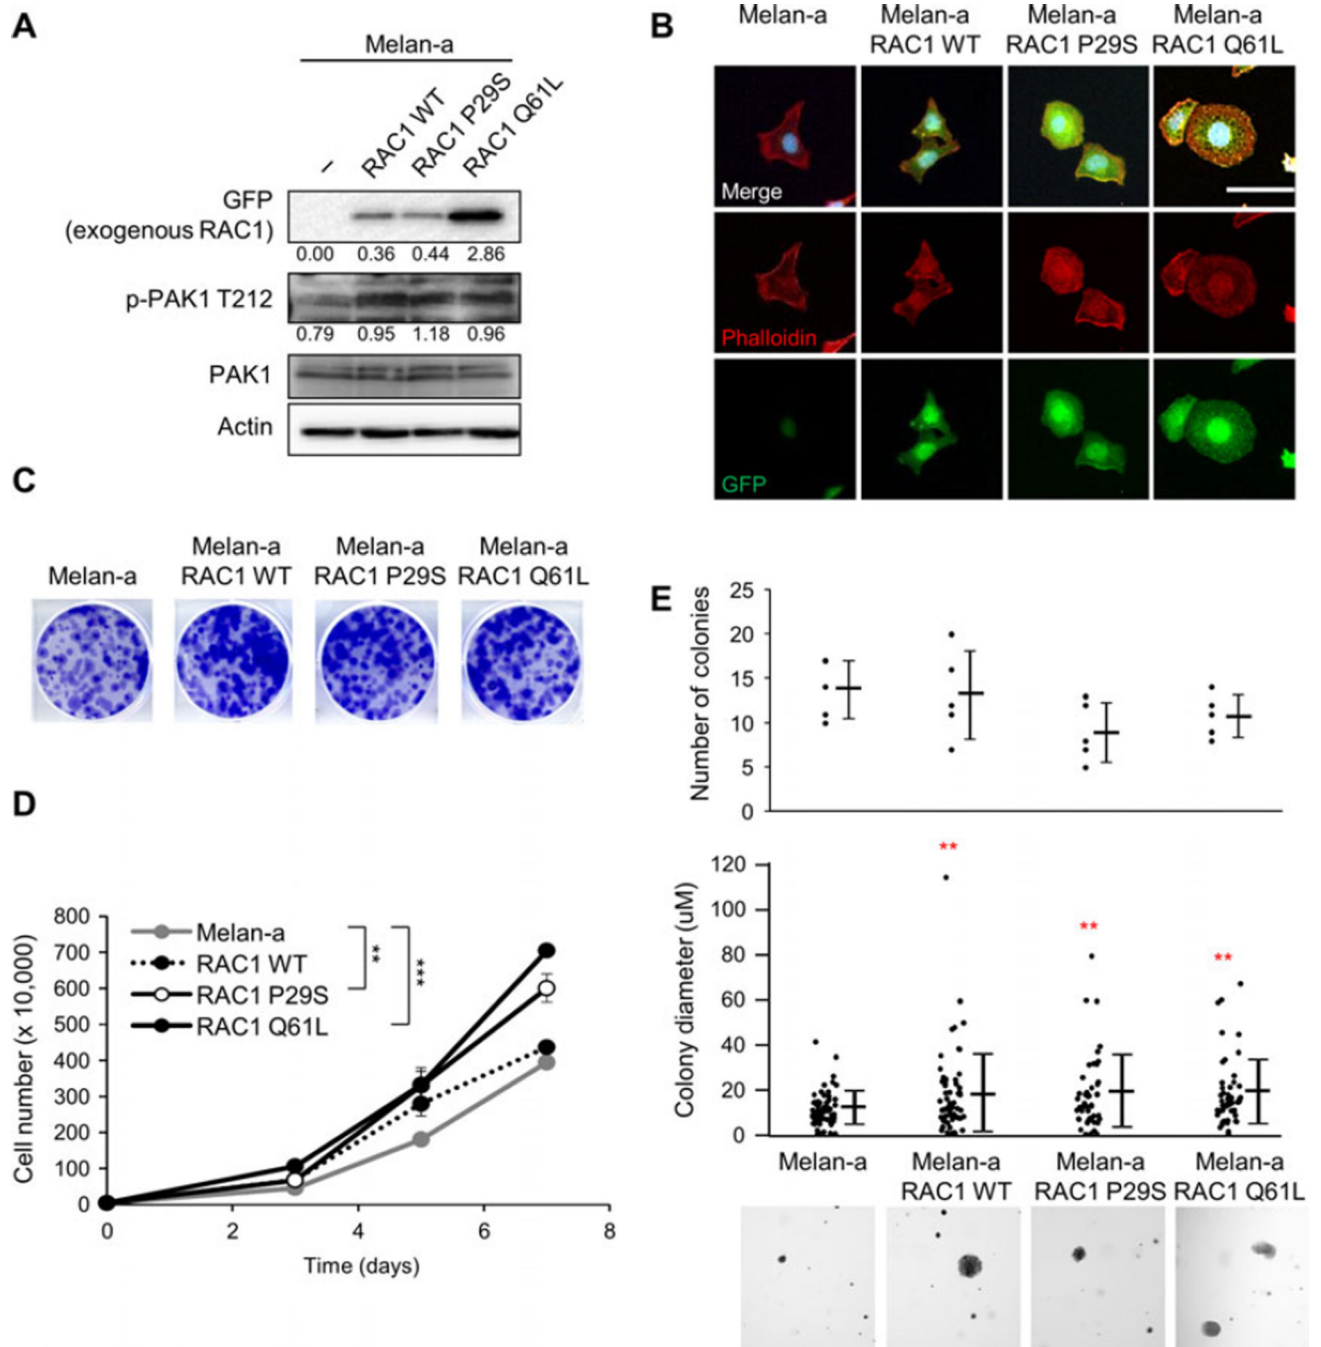 A
Melan-a
–
RAC1 WT
RAC1 P29S
RAC1 Q61L
GFP
(exogenous RAC1)
0.00 0.36 0.44 2.86
p-PAK1 T212
0.79 0.95 1.18 0.96
PAK1
Actin
B
Melan-a
Melan-a
RAC1 WT
Melan-a
RAC1 P29S
Melan-a
RAC1 Q61L
Merge
Phalloidin
GFP
C
Melan-a
Melan-a
RAC1 WT
Melan-a
RAC1 P29S
Melan-a
RAC1 Q61L
D
Cell number (x 10,000)
800
700
600
500
400
300
200
100
0
Melan-a
RAC1 WT
RAC1 P29S
RAC1 Q61L
**
***
0 2 4 6 8
Time (days)
E
Number of colonies
25
20
15
10
5
0
Colony diameter (uM)
120
100
80
60
40
20
0
**
**
**
Melan-a
Melan-a
RAC1 WT
Melan-a
RAC1 P29S
Melan-a
RAC1 Q61L